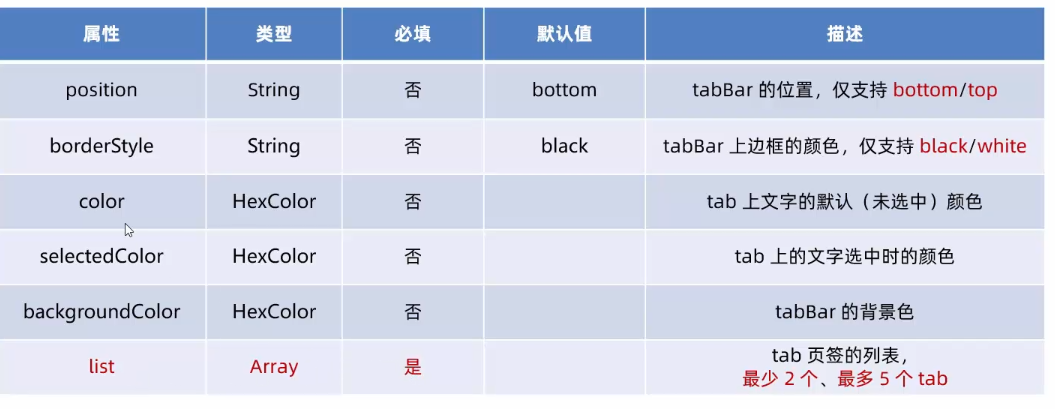 属性 类型 必填 默认值 描述
position String 否 bottom tabBar 的位置，仅支持 bottom/top
borderStyle String 否 black tabBar 上边框的颜色，仅支持 black/white
color HexColor 否 tab 上文字的默认（未选中）颜色
selectedColor HexColor 否 tab 上的文字选中时的颜色
backgroundColor HexColor 否 tabBar 的背景色
list Array 是 tab 页签的列表，
最少 2 个、最多 5 个 tab